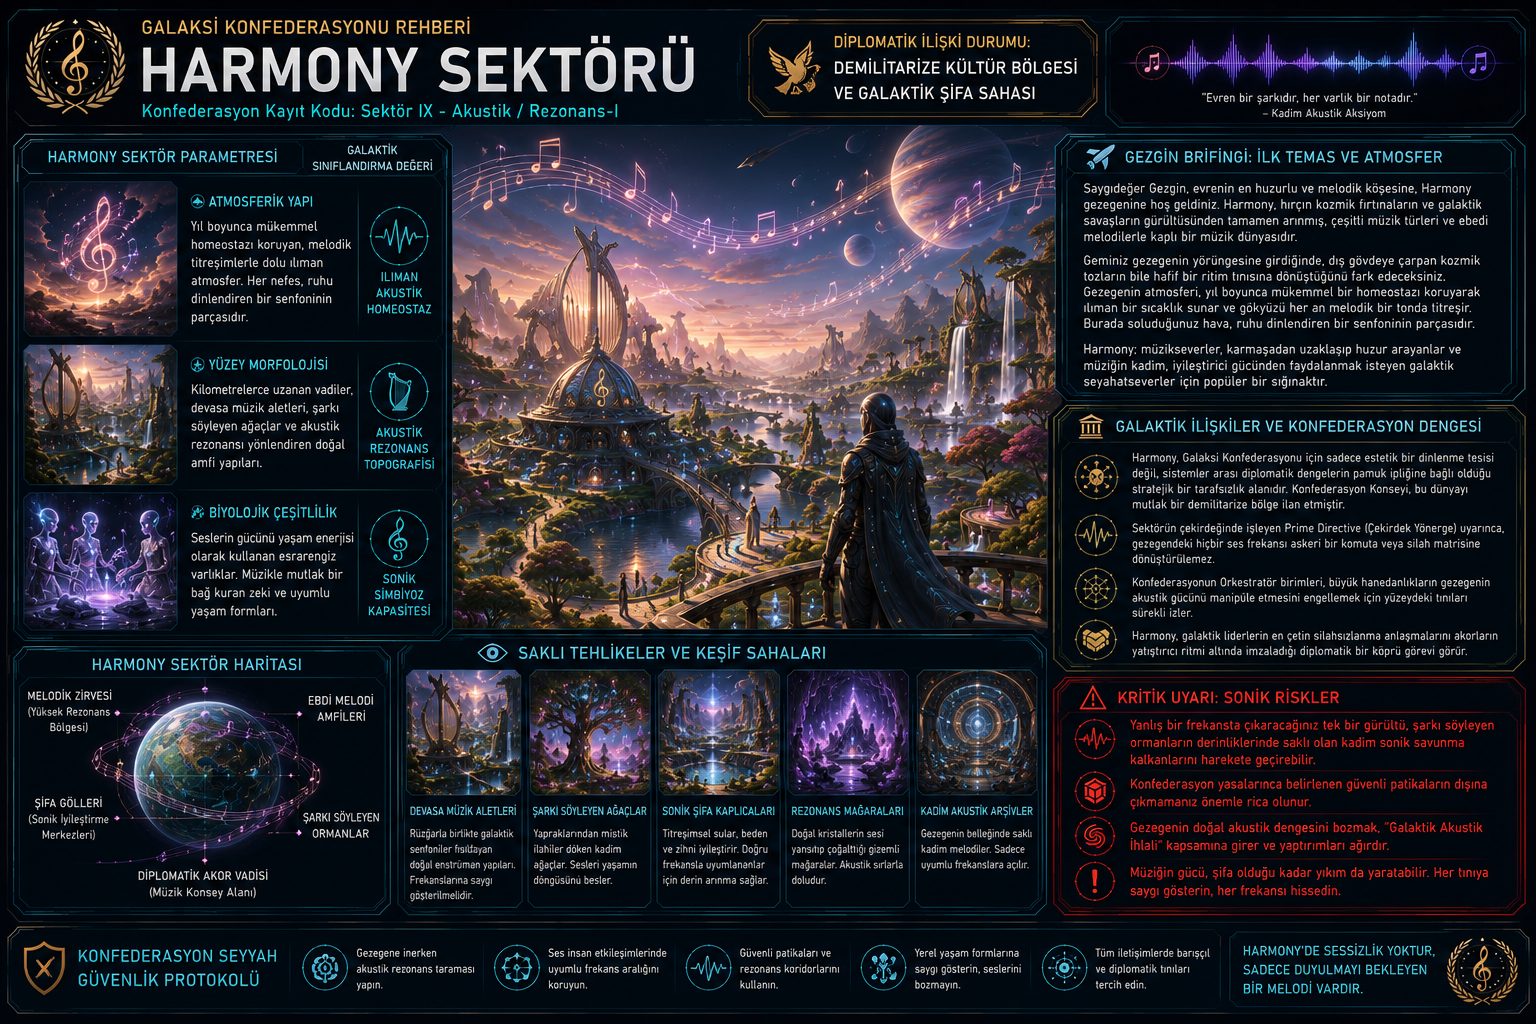 GALAKSİ KONFEDERASYONU REHBERİ
HARMONY SEKTÖRÜ
Konfederasyon Kayıt Kodu: Sektör IX - Akustik / Rezonans-I
DİPLOMATİK İLİŞKİ DURUMU:
DEMİLİTARİZE KÜLTÜR BÖLGESİ
VE GALAKTİK ŞİFA SAHASI
"Evren bir şarkıdır, her varlık bir notadır."
– Kadim Akustik Aksiyom
HARMONY SEKTÖR PARAMETRESİ
GALAKTİK
SINIFLANDIRMA DEĞERİ
ATMOSFERİK YAPI
Yıl boyunca mükemmel
homeostazı koruyan, melodik
titreşimlerle dolu ılıman
atmosfer. Her nefes, ruhu
dinlendiren bir senfoninin
parçasıdır.
ILIMAN
AKUSTİK
HOMEOSTAZ
YÜZEY MORFOLOJİSİ
Kilometrelerce uzanan vadiler,
devasa müzik aletleri, şarkı
söyleyen ağaçlar ve akustik
rezonansı yönlendiren doğal
amfi yapıları.
AKUSTİK
REZONANS
TOPOGRAFİSİ
BİYOLOJİK ÇEŞİTLİLİK
Seslerin gücünü yaşam enerjisi
olarak kullanan esrarengiz
varlıklar. Müzikle mutlak bir
bağ kuran zeki ve uyumlu
yaşam formları.
SONİK
SİMBİYOZ
KAPASİTESİ
GEZGİN BRİFİNGİ: İLK TEMAS VE ATMOSFER
Saygıdeğer Gezgin, evrenin en huzurlu ve melodik köşesine, Harmony
gezegenine hoş geldiniz. Harmony, hırçın kozmik fırtınaların ve galaktik
savaşların gürültüsünden tamamen arınmış, çeşitli müzik türleri ve ebedi
melodilerle kaplı bir müzik dünyasıdır.
Geminiz gezegenin yörüngesine girdiğinde, dış gövdeye çarpan kozmik
tozların bile hafif bir ritim tınısına dönüştüğünü fark edeceksiniz.
Gezegenin atmosferi, yıl boyunca mükemmel bir homeostazı koruyarak
ılıman bir sıcaklık sunar ve gökyüzü her an melodik bir tonda titreşir.
Burada soluduğunuz hava, ruhu dinlendiren bir senfoninin parçasıdır.
Harmony: müzikseverler, karmaşadan uzaklaşıp huzur arayanlar ve
müziğin kadim, iyileştirici gücünden faydalanmak isteyen galaktik
seyahatseverler için popüler bir sığınaktır.
GALAKTİK İLİŞKİLER VE KONFEDERASYON DENGESİ
Harmony, Galaksi Konfederasyonu için sadece estetik bir dinlenme tesisi
değil, sistemler arası diplomatik dengelerin pamuk ipliğine bağlı olduğu
stratejik bir tarafsızlık alanıdır. Konfederasyon Konseyi, bu dünyayı
mutlak bir demilitarize bölge ilan etmiştir.
Sektörün çekirdeğinde işleyen Prime Directive (Çekirdek Yönerge) uyarınca,
gezegendeki hiçbir ses frekansı askeri bir komuta veya silah matrisine
dönüştürülemez.
Konfederasyonun Orkestratör birimleri, büyük hanedanlıkların gezegenin
akustik gücünü manipüle etmesini engellemek için yüzeydeki tınıları
sürekli izler.
Harmony, galaktik liderlerin en çetin silahsızlanma anlaşmalarını akorların
yatıştırıcı ritmi altında imzaladığı diplomatik bir köprü görevi görür.
HARMONY SEKTÖR HARİTASI
MELODİK ZİRVESİ
(Yüksek Rezonans
Bölgesi)
EBDİ MELODİ
AMFİLERİ
ŞİFA GÖLLERİ
(Sonik İyileştirme
Merkezleri)
ŞARKI SÖYLEYEN
ORMANLAR
DİPLOMATİK AKOR VADİSİ
(Müzik Konsey Alanı)
SAKLI TEHLİKELER VE KEŞİF SAHALARI
DEVASA MÜZİK ALETLERİ
Rüzgârla birlikte galaktik
senfoniler fısıldayan
doğal enstrüman yapıları.
Frekanslarına saygı
gösterilmelidir.
ŞARKI SÖYLEYEN AĞAÇLAR
Yapraklarından mistik
ilahiler döken kadim
ağaçlar. Sesleri yaşamın
döngüsünü besler.
SONİK ŞİFA KAPLICALARI
Titreşimsel sular, beden
ve zihni iyileştirir. Doğru
frekansla uyumlananlar
için derin arınma sağlar.
REZONANS MAĞARALARI
Doğal kristallerin sesi
yansıtıp çoğalttığı gizemli
mağaralar. Akustik sırlarla
doludur.
KADİM AKUSTİK ARŞİVLER
Gezegenin belleğinde saklı
kadim melodiler. Sadece
uyumlu frekanslara açılır.
KRİTİK UYARI: SONİK RİSKLER
Yanlış bir frekansta çıkaracağınız tek bir gürültü, şarkı söyleyen
ormanların derinliklerinde saklı olan kadim sonik savunma
kalkanlarını harekete geçirebilir.
Konfederasyon yasalarınca belirlenen güvenli patikaların dışına
çıkmamanız önemle rica olunur.
Gezegenin doğal akustik dengesini bozmak, "Galaktik Akustik
İhlali" kapsamına girer ve yaptırımları ağırdır.
Müziğin gücü, şifa olduğu kadar yıkım da yaratabilir. Her tınıya
saygı gösterin, her frekansı hissedin.
KONFEDERASYON SEYYAH
GÜVENLİK PROTOKOLÜ
Gezegene inerken
akustik rezonans taraması
yapın.
Ses insan etkileşimlerinde
uyumlu frekans aralığını
koruyun.
Güvenli patikaları ve
rezonans koridorlarını
kullanın.
Yerel yaşam formlarına
saygı gösterin, seslerini
bozmayın.
Tüm iletişimlerde barışçıl
ve diplomatik tınıları
tercih edin.
HARMONY'DE SESSİZLİK YOKTUR,
SADECE DUYULMAYI BEKLEYEN
BİR MELODİ VARDIR.